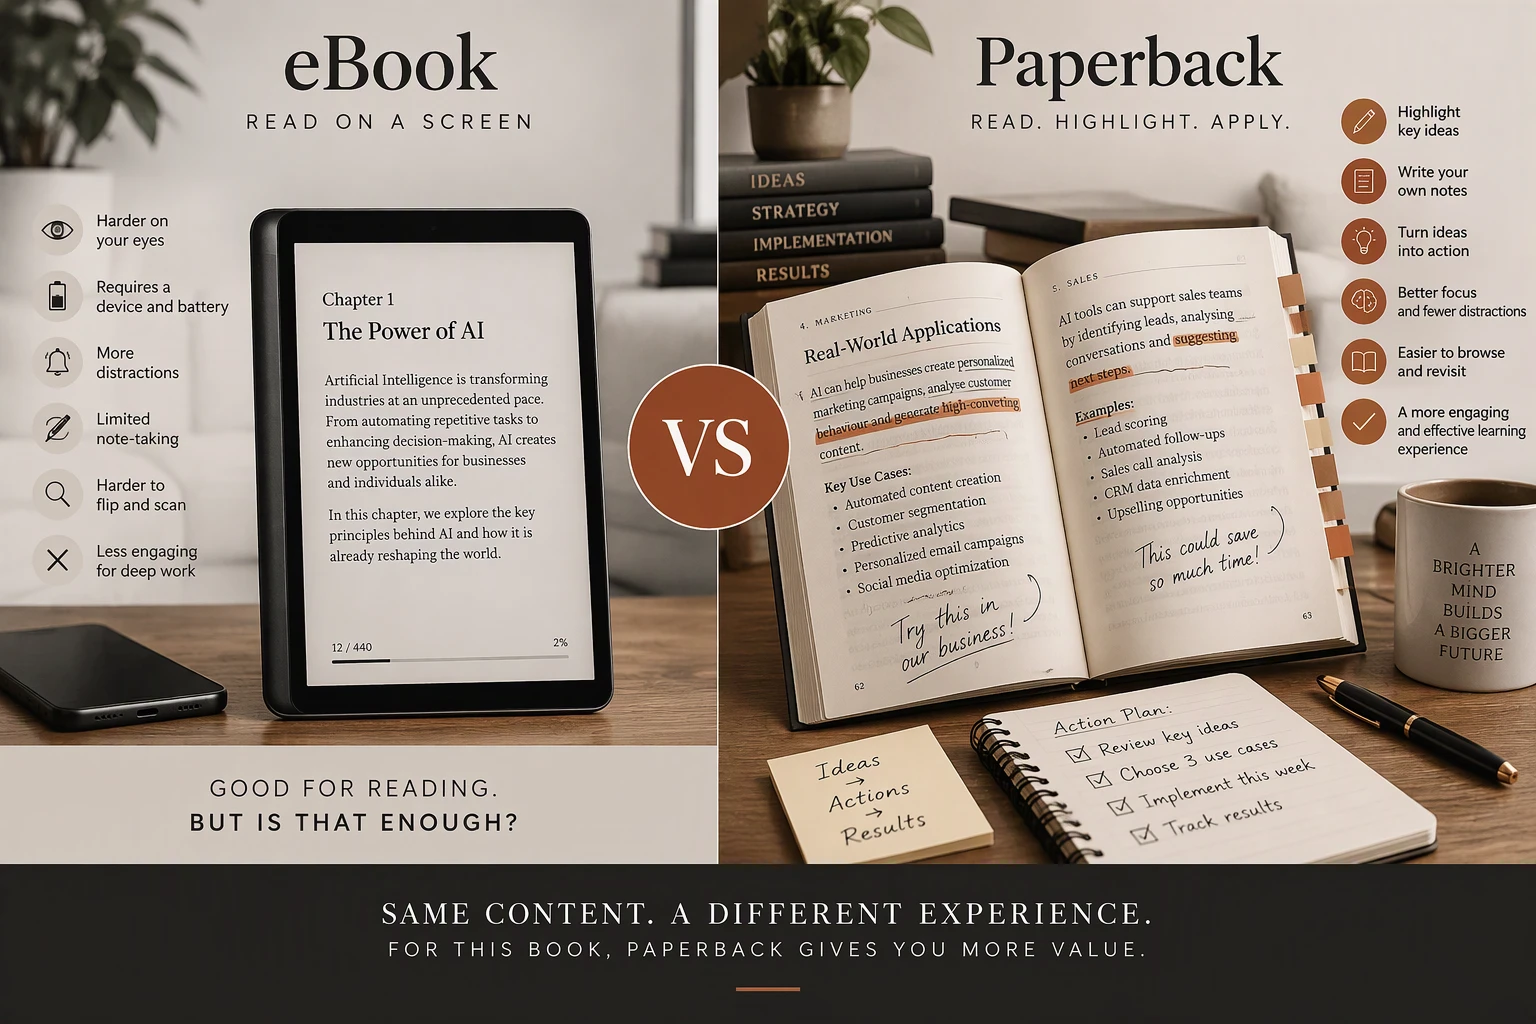 eBook
READ ON A SCREEN
Harder on
your eyes
Requires a
device and battery
More
distractions
Limited
note-taking
Harder to
flip and scan
Less engaging
for deep work
Chapter 1
The Power of AI
Artificial Intelligence is transforming
industries at an unprecedented pace.
From automating repetitive tasks to
enhancing decision-making, AI creates
new opportunities for businesses
and individuals alike.
In this chapter, we explore the key
principles behind AI and how it is
already reshaping the world.
12 / 440
2%
GOOD FOR READING.
BUT IS THAT ENOUGH?
VS
Paperback
READ. HIGHLIGHT. APPLY.
Highlight
key ideas
Write your
own notes
Turn ideas
into action
Better focus
and fewer distractions
Easier to browse
and revisit
A more engaging
and effective learning
experience
IDEAS
STRATEGY
IMPLEMENTATION
RESULTS
4. MARKETING
Real-World Applications
AI can help businesses create personalized
marketing campaigns, analyse customer
behaviour and generate high-conveting
content.
Key Use Cases:
• Automated content creation
• Customer segmentation
• Predictive analytics
• Personalized email campaigns
• Social media optimization
Try this in
our business!
62
5. SALES
AI tools can support sales teams
by identifying leads, analysing
conversations and suggesting
next steps.
Examples:
• Lead scoring
• Automated follow-ups
• Sales call analysis
• CRM data enrichment
• Upselling opportunities
This could save
so much time!
63
A
BRIGHTER
MIND
BUILDS
A BIGGER
FUTURE
Ideas
→
Actions
→
Results
Action Plan:
☑ Review key ideas
☑ Choose 3 use cases
☑ Implement this week
☑ Track results
SAME CONTENT. A DIFFERENT EXPERIENCE.
FOR THIS BOOK, PAPERBACK GIVES YOU MORE VALUE.